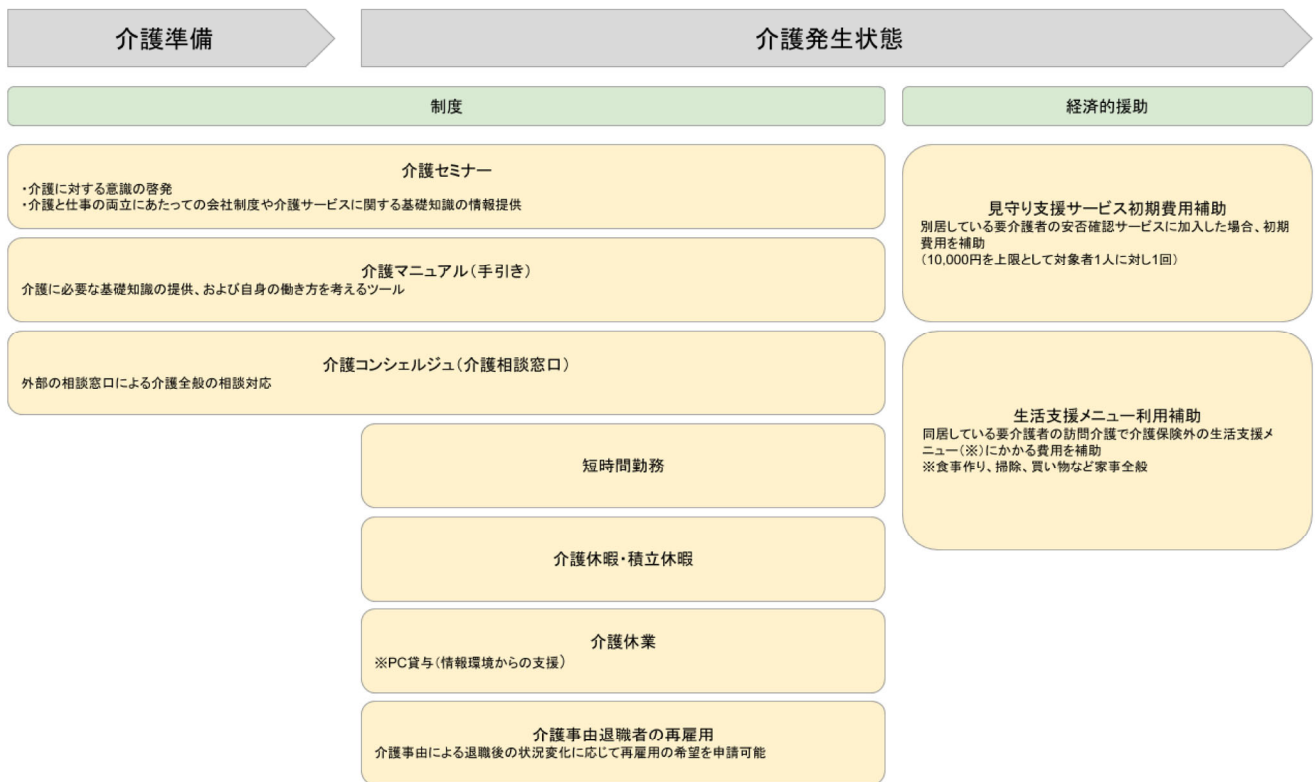 介護準備
介護発生状態
制度
経済的援助
介護セミナー
・介護に対する意識の啓発
・介護と仕事の両立にあたっての会社制度や介護サービスに関する基礎知識の情報提供
介護マニュアル(手引き)
介護に必要な基礎知識の提供、および自身の働き方を考えるツール
介護コンシェルジュ(介護相談窓口)
外部の相談窓口による介護全般の相談対応
短時間勤務
介護休暇・積立休暇
介護休業
※PC貸与(情報環境からの支援)
介護事由退職者の再雇用
介護事由による退職後の状況変化に応じて再雇用の希望を申請可能
見守り支援サービス初期費用補助
別居している要介護者の安否確認サービスに加入した場合、初期
費用を補助
(10,000円を上限として対象者1人に対し1回)
生活支援メニュー利用補助
同居している要介護者の訪問介護で介護保険外の生活支援メ
ニュー(※)にかかる費用を補助
※食事作り、掃除、買い物など家事全般